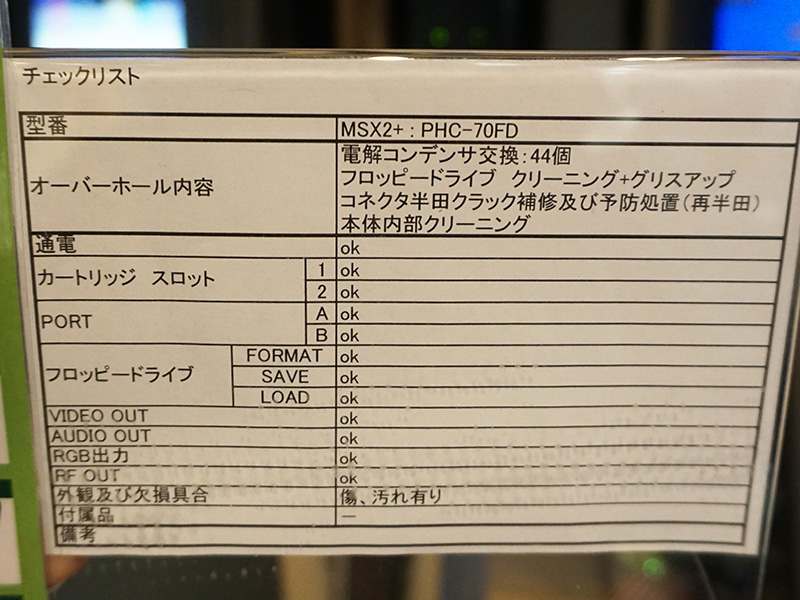 チェックリスト
型番 MSX2+ : PHC-70FD
オーバーホール内容 電解コンデンサ交換:44個
フロッピードライブ クリーニング+グリスアップ
コネクタ半田クラック補修及び予防処置(再半田)
本体内部クリーニング
通電 ok
カートリッジ スロット 1 ok
2 ok
PORT A ok
B ok
フロッピードライブ FORMAT ok
SAVE ok
LOAD ok
VIDEO OUT ok
AUDIO OUT ok
RGB出力 ok
RF OUT ok
外観及び欠損具合 傷、汚れ有り
付属品 ー
備考